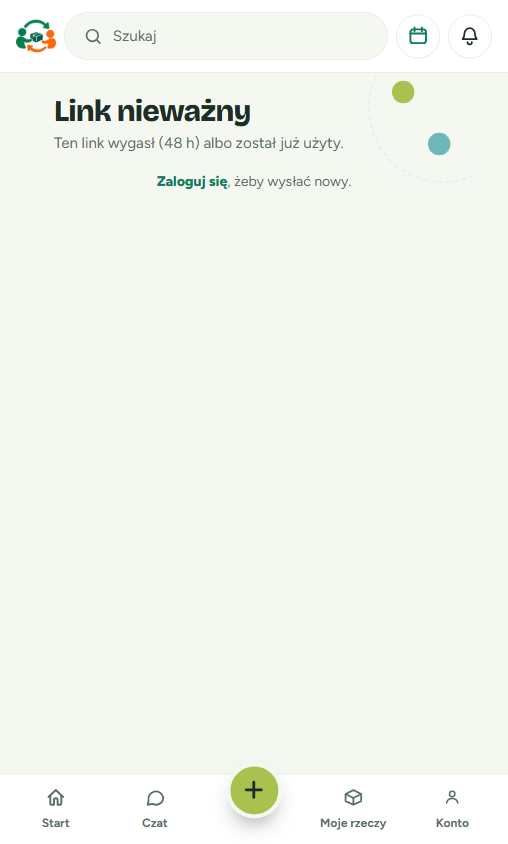 Szukaj
Link nieważny
Ten link wygasł (48 h) albo został już użyty.
Zaloguj się, żeby wysłać nowy.
Start
Czat
Moje rzeczy
Konto